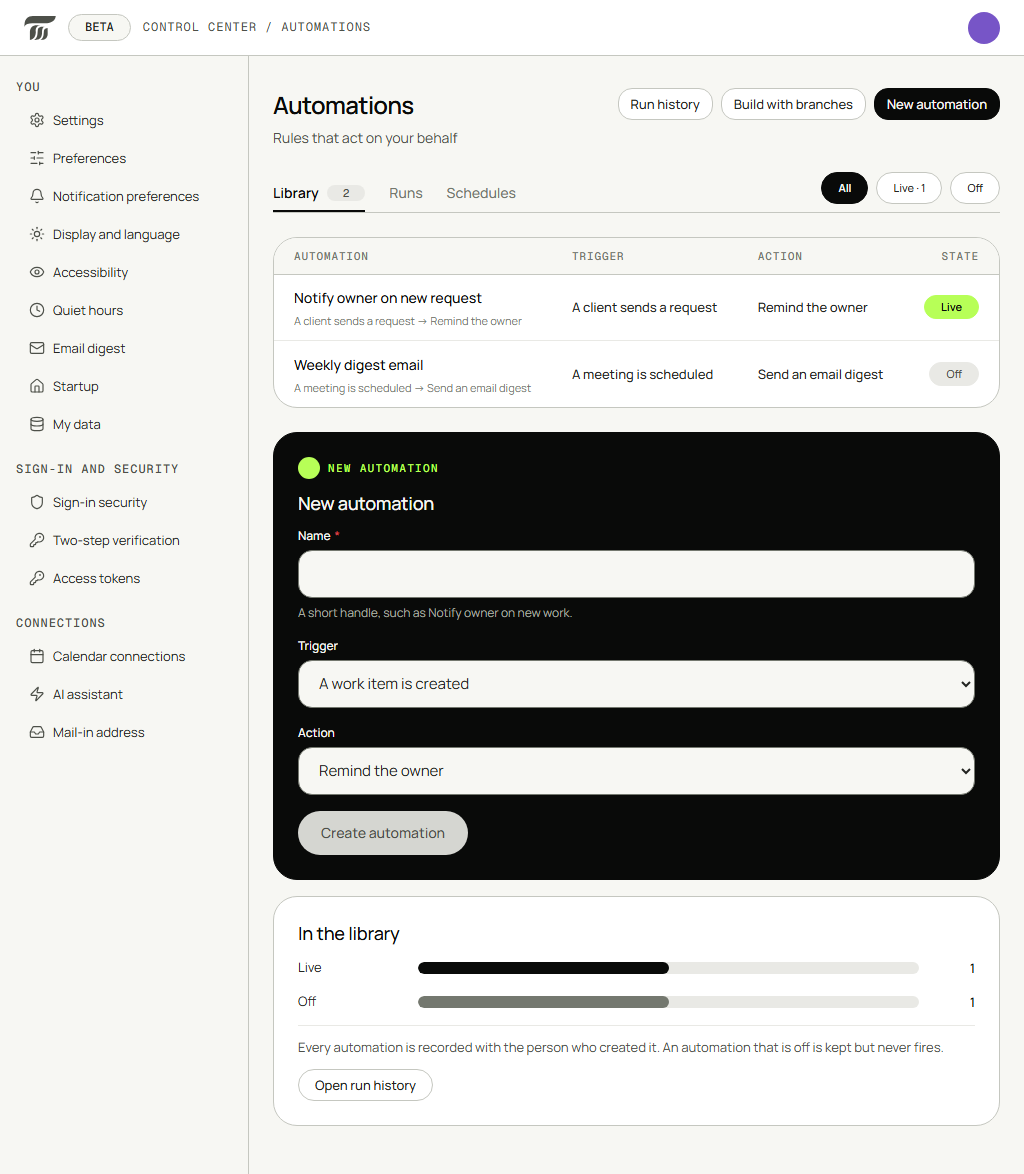 BETA CONTROL CENTER / AUTOMATIONS
YOU
Settings
Preferences
Notification preferences
Display and language
Accessibility
Quiet hours
Email digest
Startup
My data
SIGN-IN AND SECURITY
Sign-in security
Two-step verification
Access tokens
CONNECTIONS
Calendar connections
AI assistant
Mail-in address
Automations
Run history Build with branches New automation
Rules that act on your behalf
Library 2 Runs Schedules
All Live · 1 Off
AUTOMATION TRIGGER ACTION STATE
Notify owner on new request
A client sends a request → Remind the owner
A client sends a request Remind the owner Live
Weekly digest email
A meeting is scheduled → Send an email digest
A meeting is scheduled Send an email digest Off
NEW AUTOMATION
New automation
Name *
A short handle, such as Notify owner on new work.
Trigger
A work item is created
Action
Remind the owner
Create automation
In the library
Live 1
Off 1
Every automation is recorded with the person who created it. An automation that is off is kept but never fires.
Open run history